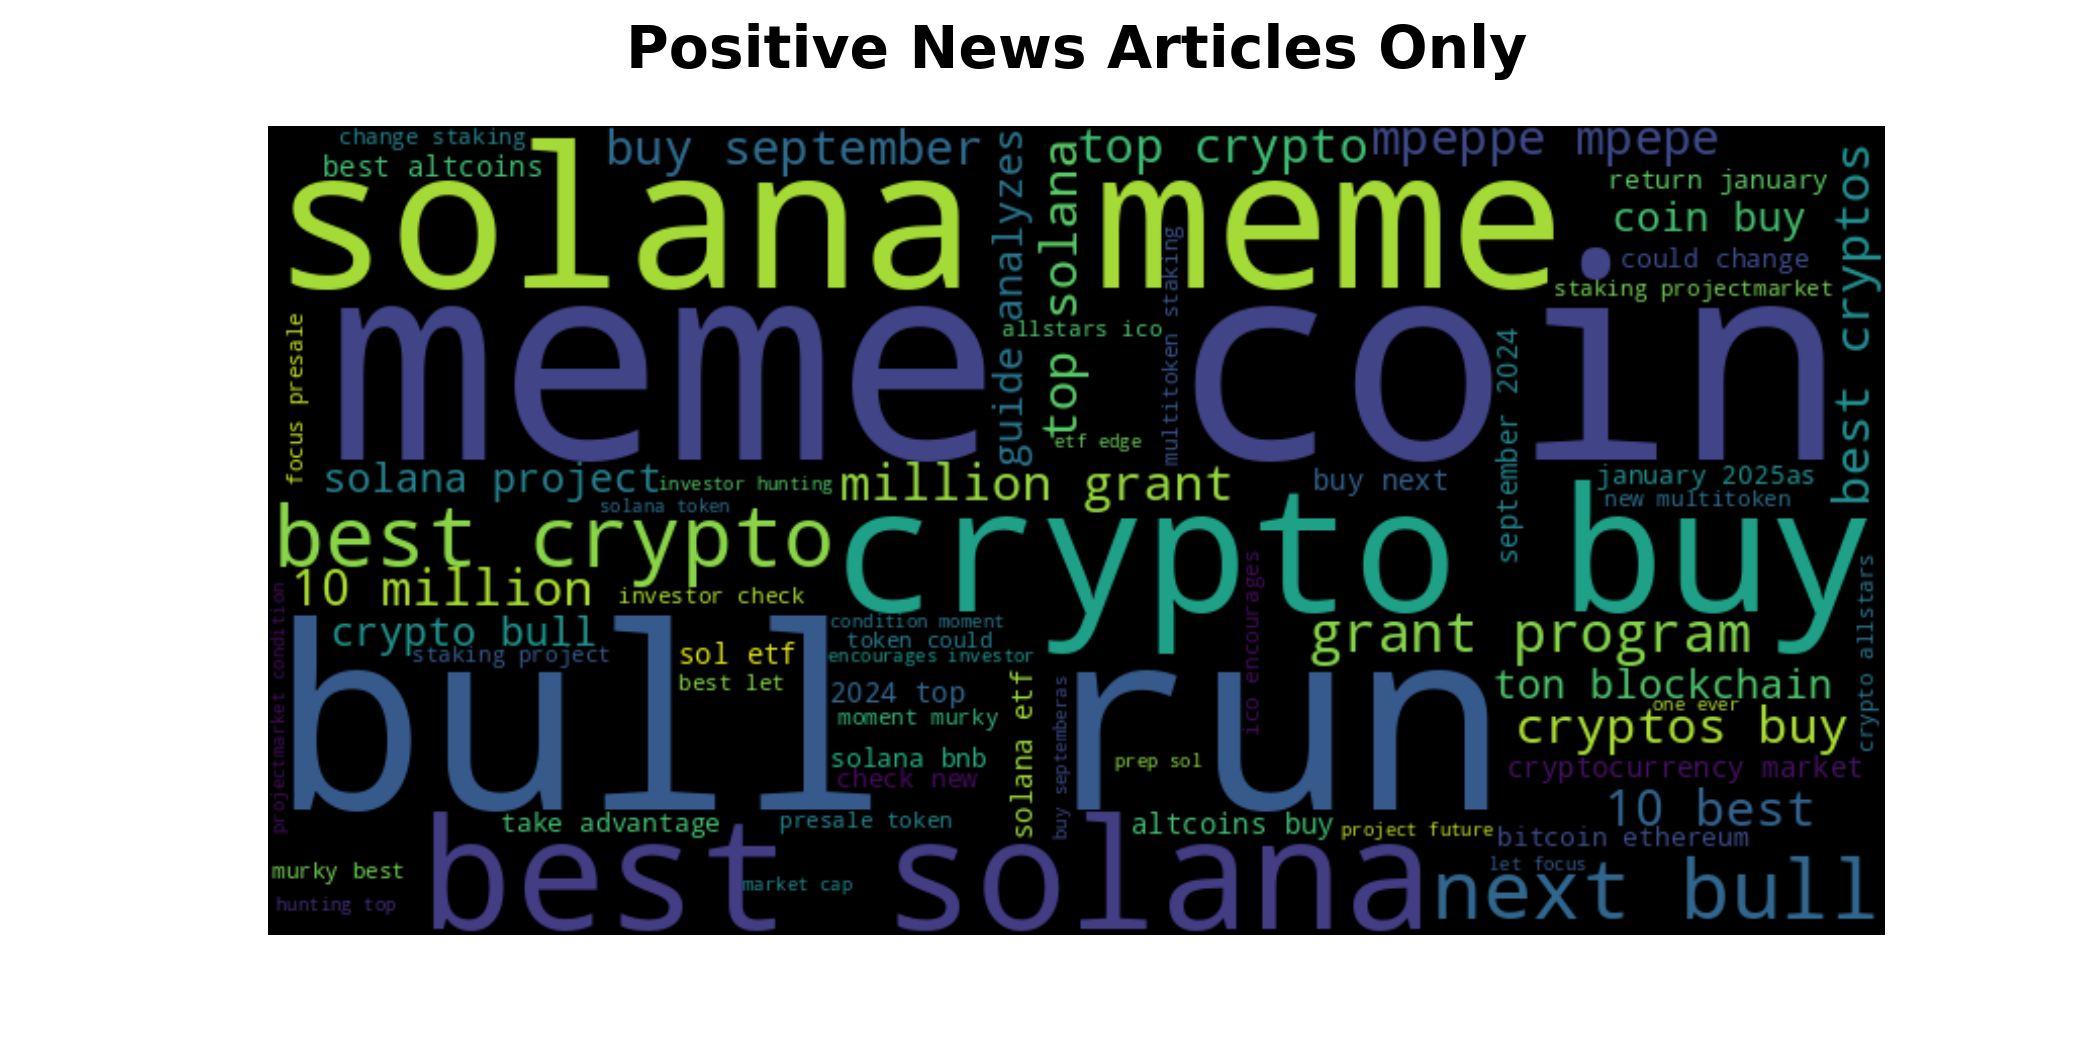 Positive News Articles Only
change staking
best altcoins
buy september
guide analyzes
top solana
top crypto
mpeppe mpepe
return january
coin buy
could change
staking projectmarket
best cryptos
solana meme
meme coin
multitoken staking
allstars ico
etf edge
focus presale
september 2024
solana project
investor hunting
solana token
million grant
buy next
january 2025as
new multitoken
best crypto
crypto buy
10 million
investor check
projectmarket condition
crypto bull
staking project
sol etf
best let
condition moment
token could
encourages investor
2024 top
moment murky
solana bnb
check new
solana etf
buy septemberas
ico encourages
prep sol
grant program
ton blockchain
one ever
cryptos buy
crypto allstars
cryptocurrency market
bull run
10 best
take advantage
presale token
altcoins buy
project future
bitcoin ethereum
let focus
murky best
hunting top
best solana
market cap
next bull